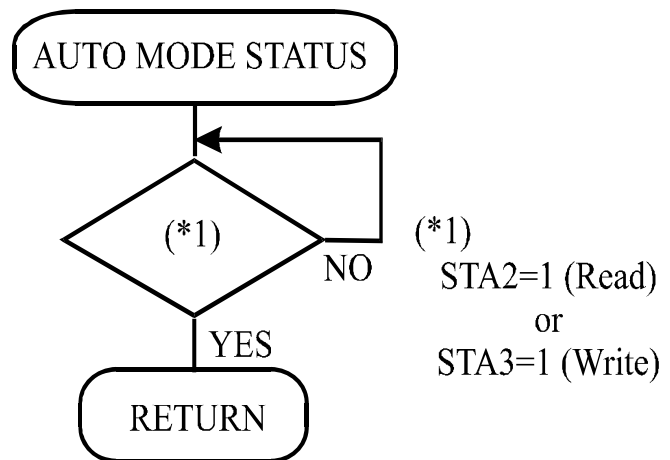 AUTO MODE STATUS
(*1)
NO
YES
RETURN
(*1)
STA2=1 (Read)
or
STA3=1 (Write)